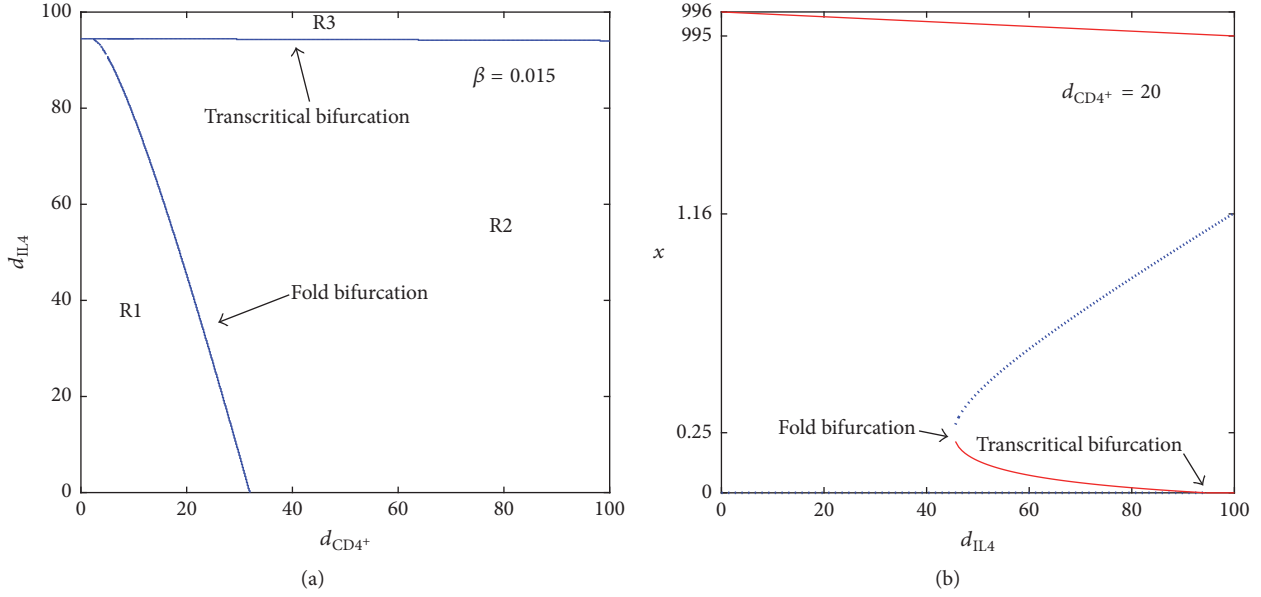 100
80
60
40
20
0
d_IL4
R3
β = 0.015
Transcritical bifurcation
R2
Fold bifurcation
R1
0 20 40 60 80 100
d_CD4⁺
(a)
996
995
1.16
0.25
0
x
d_CD4⁺ = 20
Fold bifurcation
Transcritical bifurcation
0 20 40 60 80 100
d_IL4
(b)